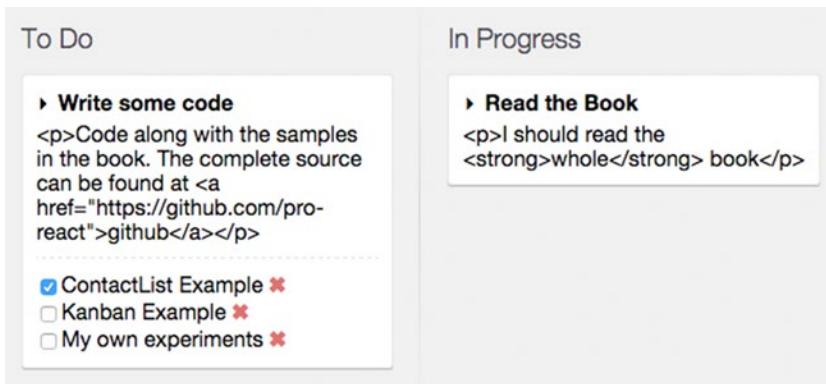 To Do
Write some code
<p>Code along with the samples
in the book. The complete source
can be found at <a
href="https://github.com/pro-
react">github</a></p>
ContactList Example
Kanban Example
My own experiments
In Progress
Read the Book
<p>I should read the
<strong>whole</strong> book</p>